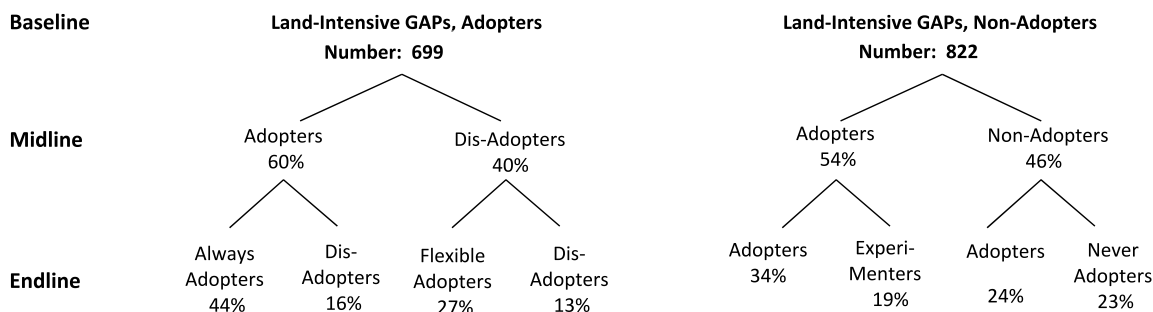 Baseline
Land-Intensive GAPs, Adopters
Number: 699
Land-Intensive GAPs, Non-Adopters
Number: 822
Midline
Adopters
60%
Dis-Adopters
40%
Adopters
54%
Non-Adopters
46%
Endline
Always
Adopters
44%
Dis-
Adopters
16%
Flexible
Adopters
27%
Dis-
Adopters
13%
Adopters
34%
Experi-
Menters
19%
Adopters
24%
Never
Adopters
23%